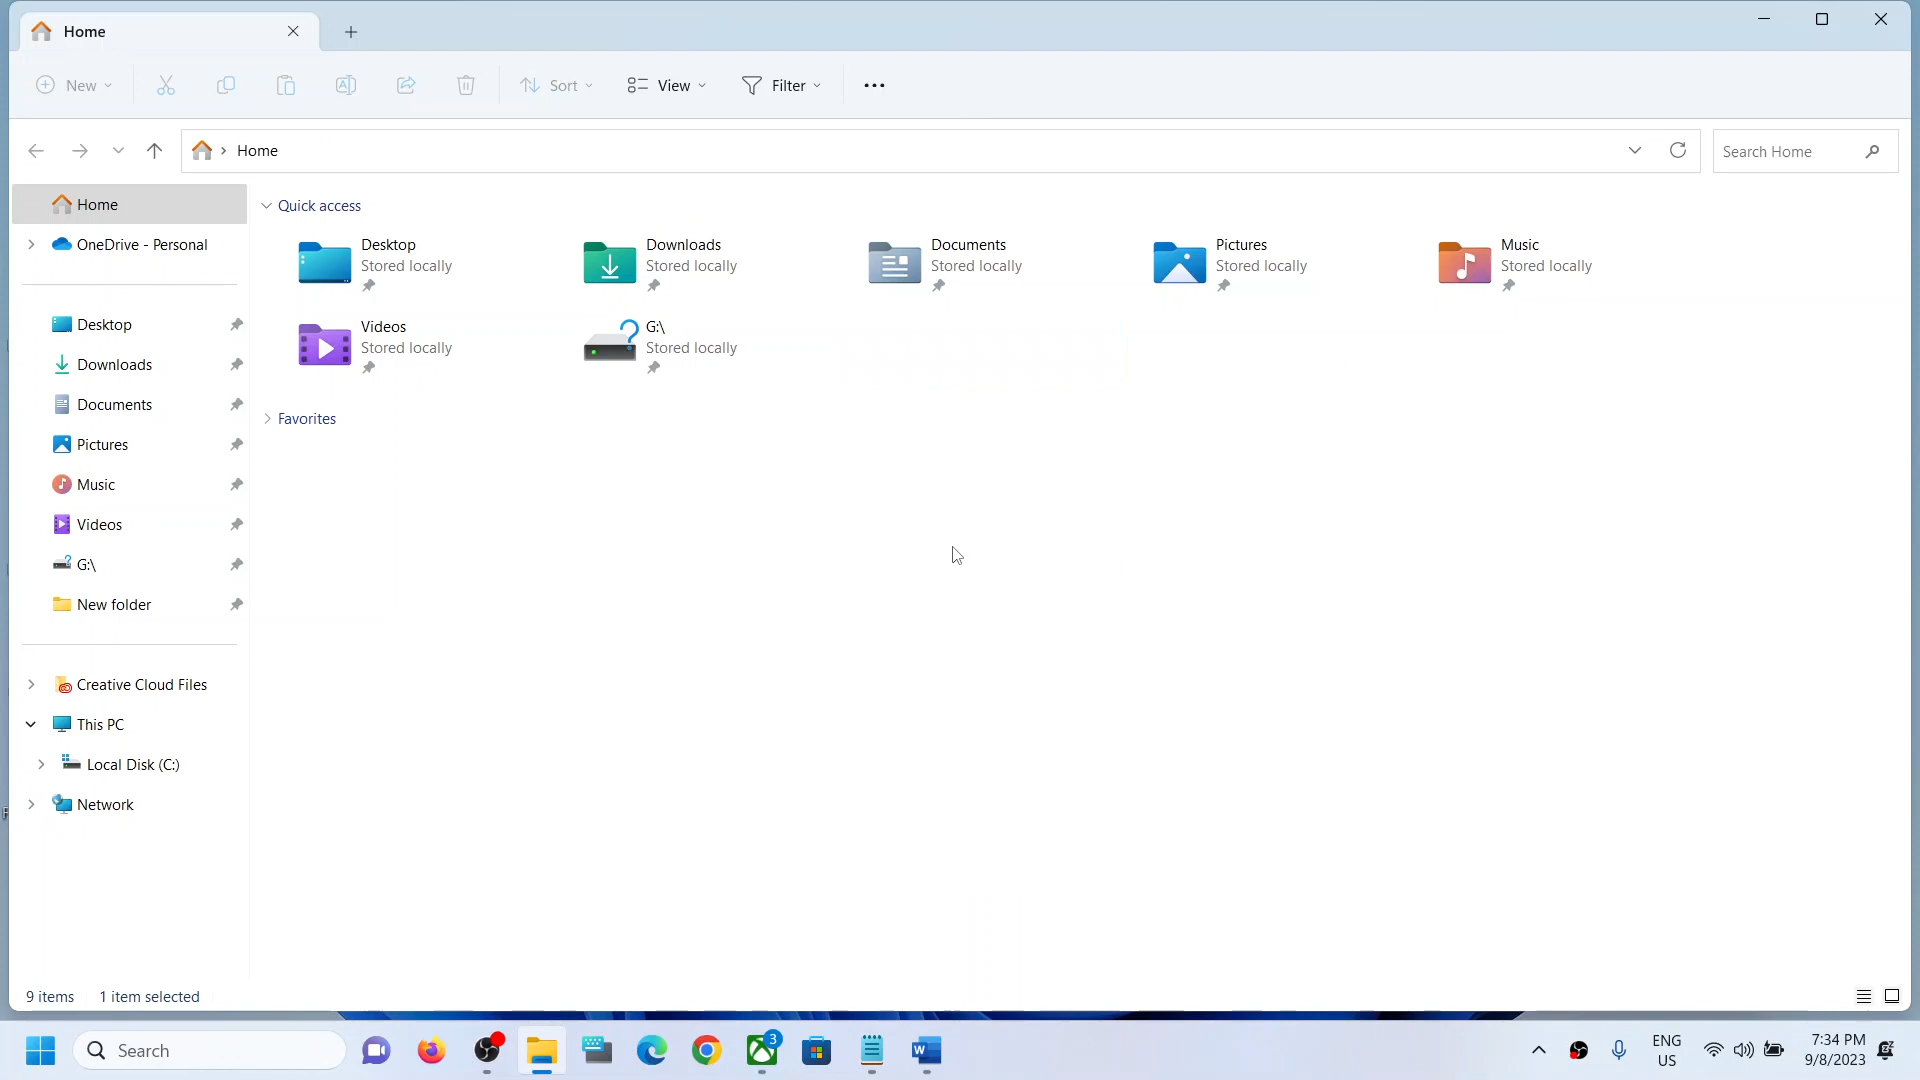 Home
New
Sort
View
Filter
Home
Search Home
Home
OneDrive - Personal
Desktop
Downloads
Documents
Pictures
Music
Videos
G:\
New folder
Creative Cloud Files
This PC
Local Disk (C:)
Network
Quick access
Desktop
Stored locally
Downloads
Stored locally
Documents
Stored locally
Pictures
Stored locally
Music
Stored locally
Videos
Stored locally
G:\
Stored locally
Favorites
9 items
1 item selected
Search
3
W
ENG
US
7:34 PM
9/8/2023